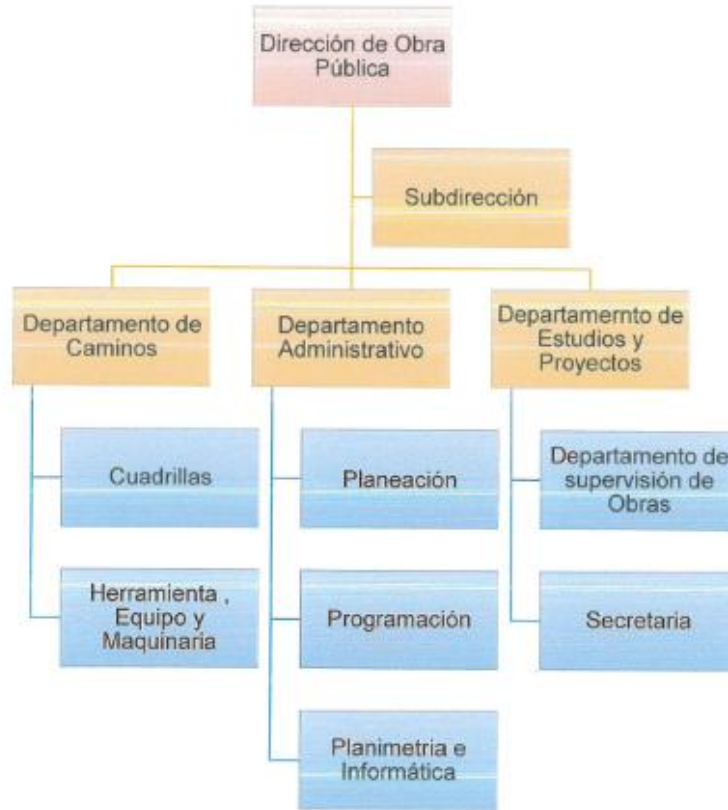 Dirección de Obra
Pública
Subdirección
Departamento de
Caminos
Departamento
Administrativo
Departamernto de
Estudios y
Proyectos
Cuadrillas
Planeación
Departamento de
supervisión de
Obras
Herramienta ,
Equipo y
Maquinaria
Programación
Secretaria
Planimetria e
Informática